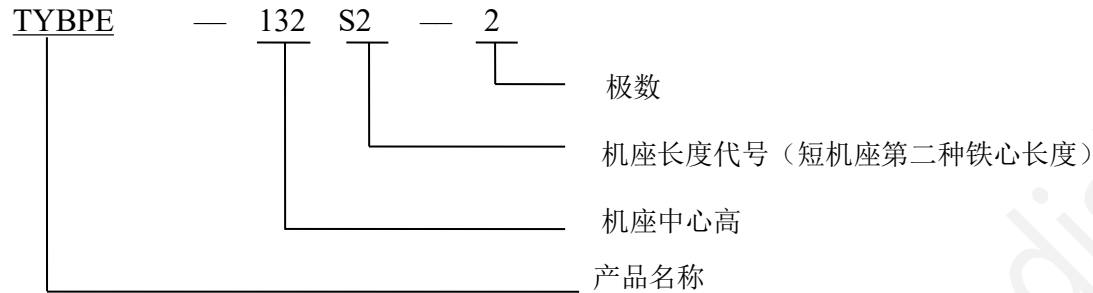 TYBPE — 132 S2 — 2
极数
机座长度代号（短机座第二种铁心长度）
机座中心高
产品名称